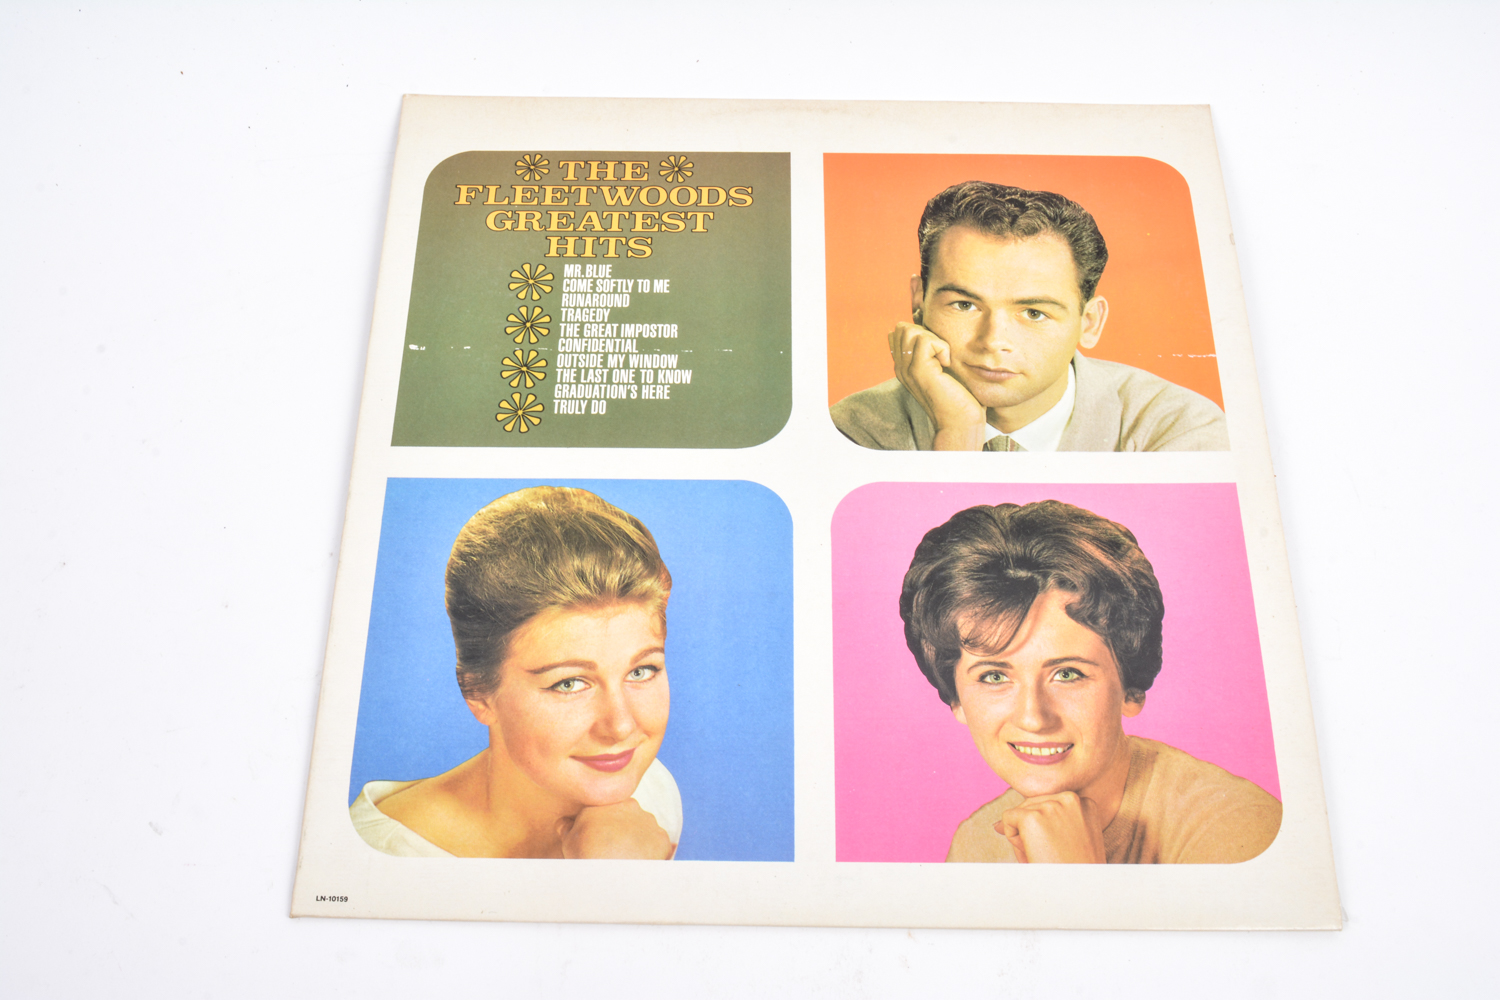 THE
FLEETWOODS
GREATEST
HITS
MR. BLUE
COME SOFTLY TO ME
RUNAROUND
TRAGEDY
THE GREAT IMPOSTOR
CONFIDENTIAL
OUTSIDE MY WINDOW
THE LAST ONE TO KNOW
GRADUATION'S HERE
TRULY DO
LN-10159